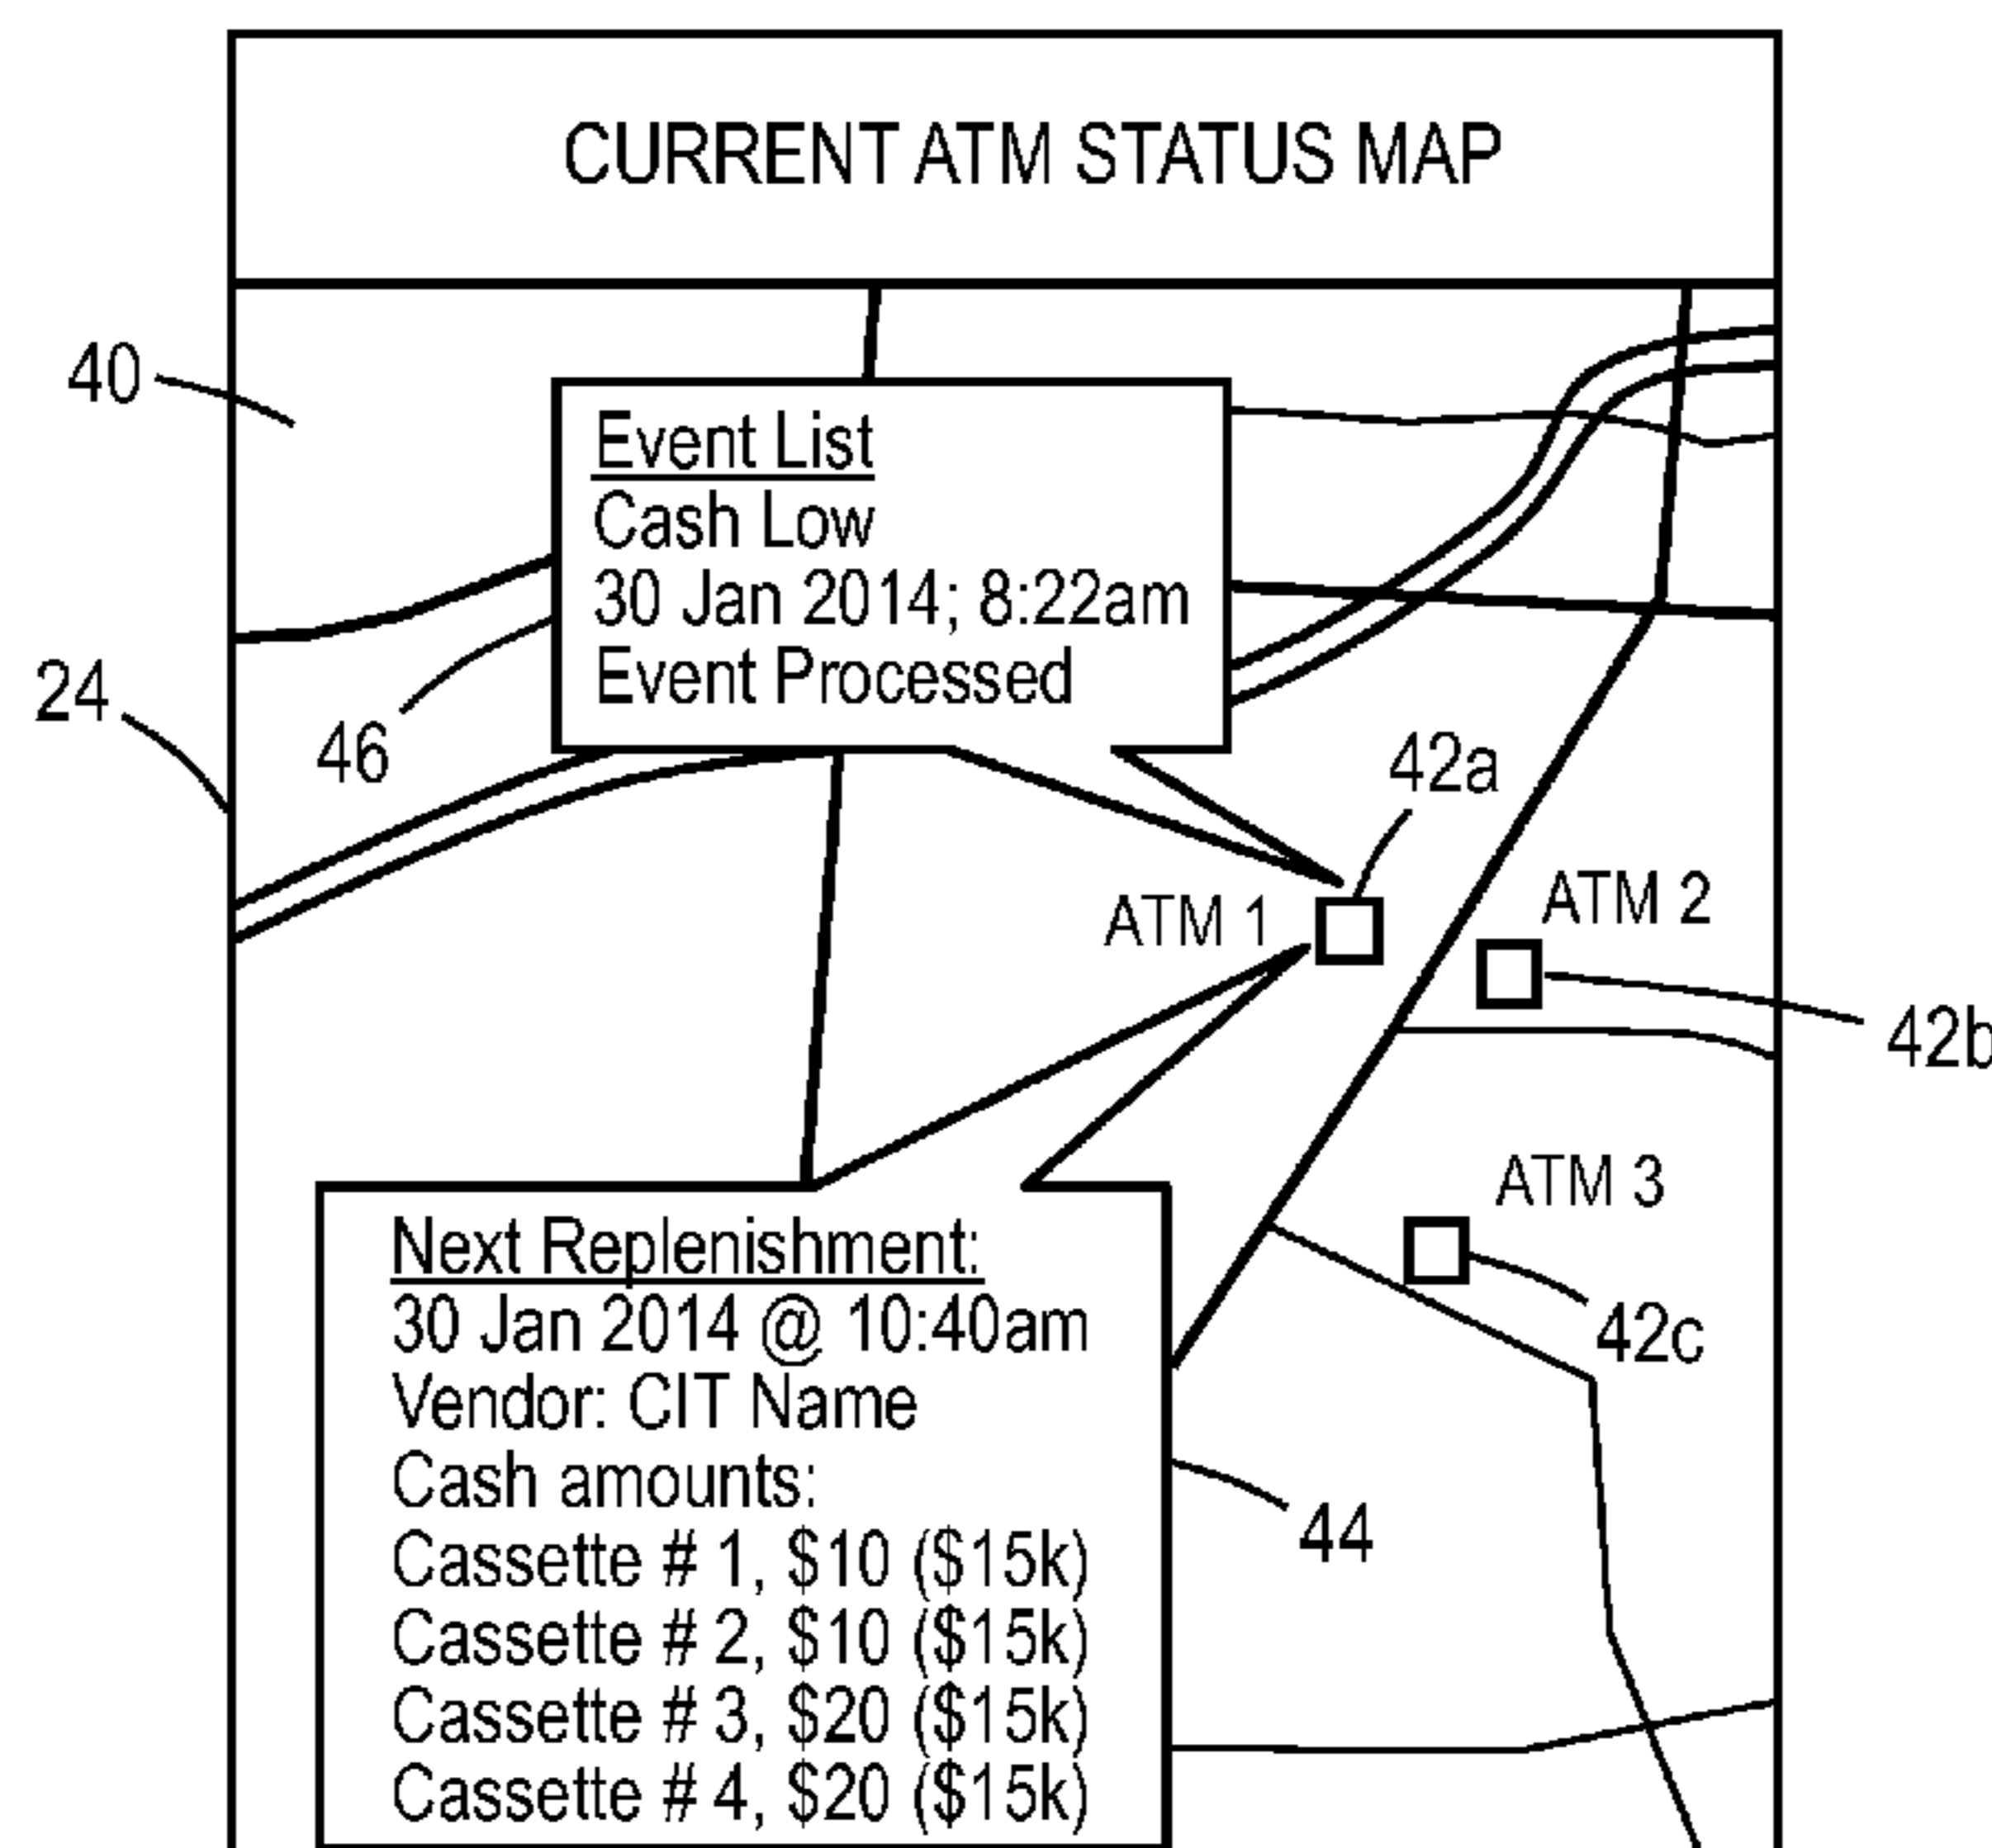 CURRENT ATM STATUS MAP
40
Event List
Cash Low
30 Jan 2014; 8:22am
Event Processed
24
46
42a
ATM 1
ATM 2
42b
ATM 3
42c
Next Replenishment:
30 Jan 2014 @ 10:40am
Vendor: CIT Name
Cash amounts:
Cassette # 1, $10 ($15k)
Cassette # 2, $10 ($15k)
Cassette # 3, $20 ($15k)
Cassette # 4, $20 ($15k)
44